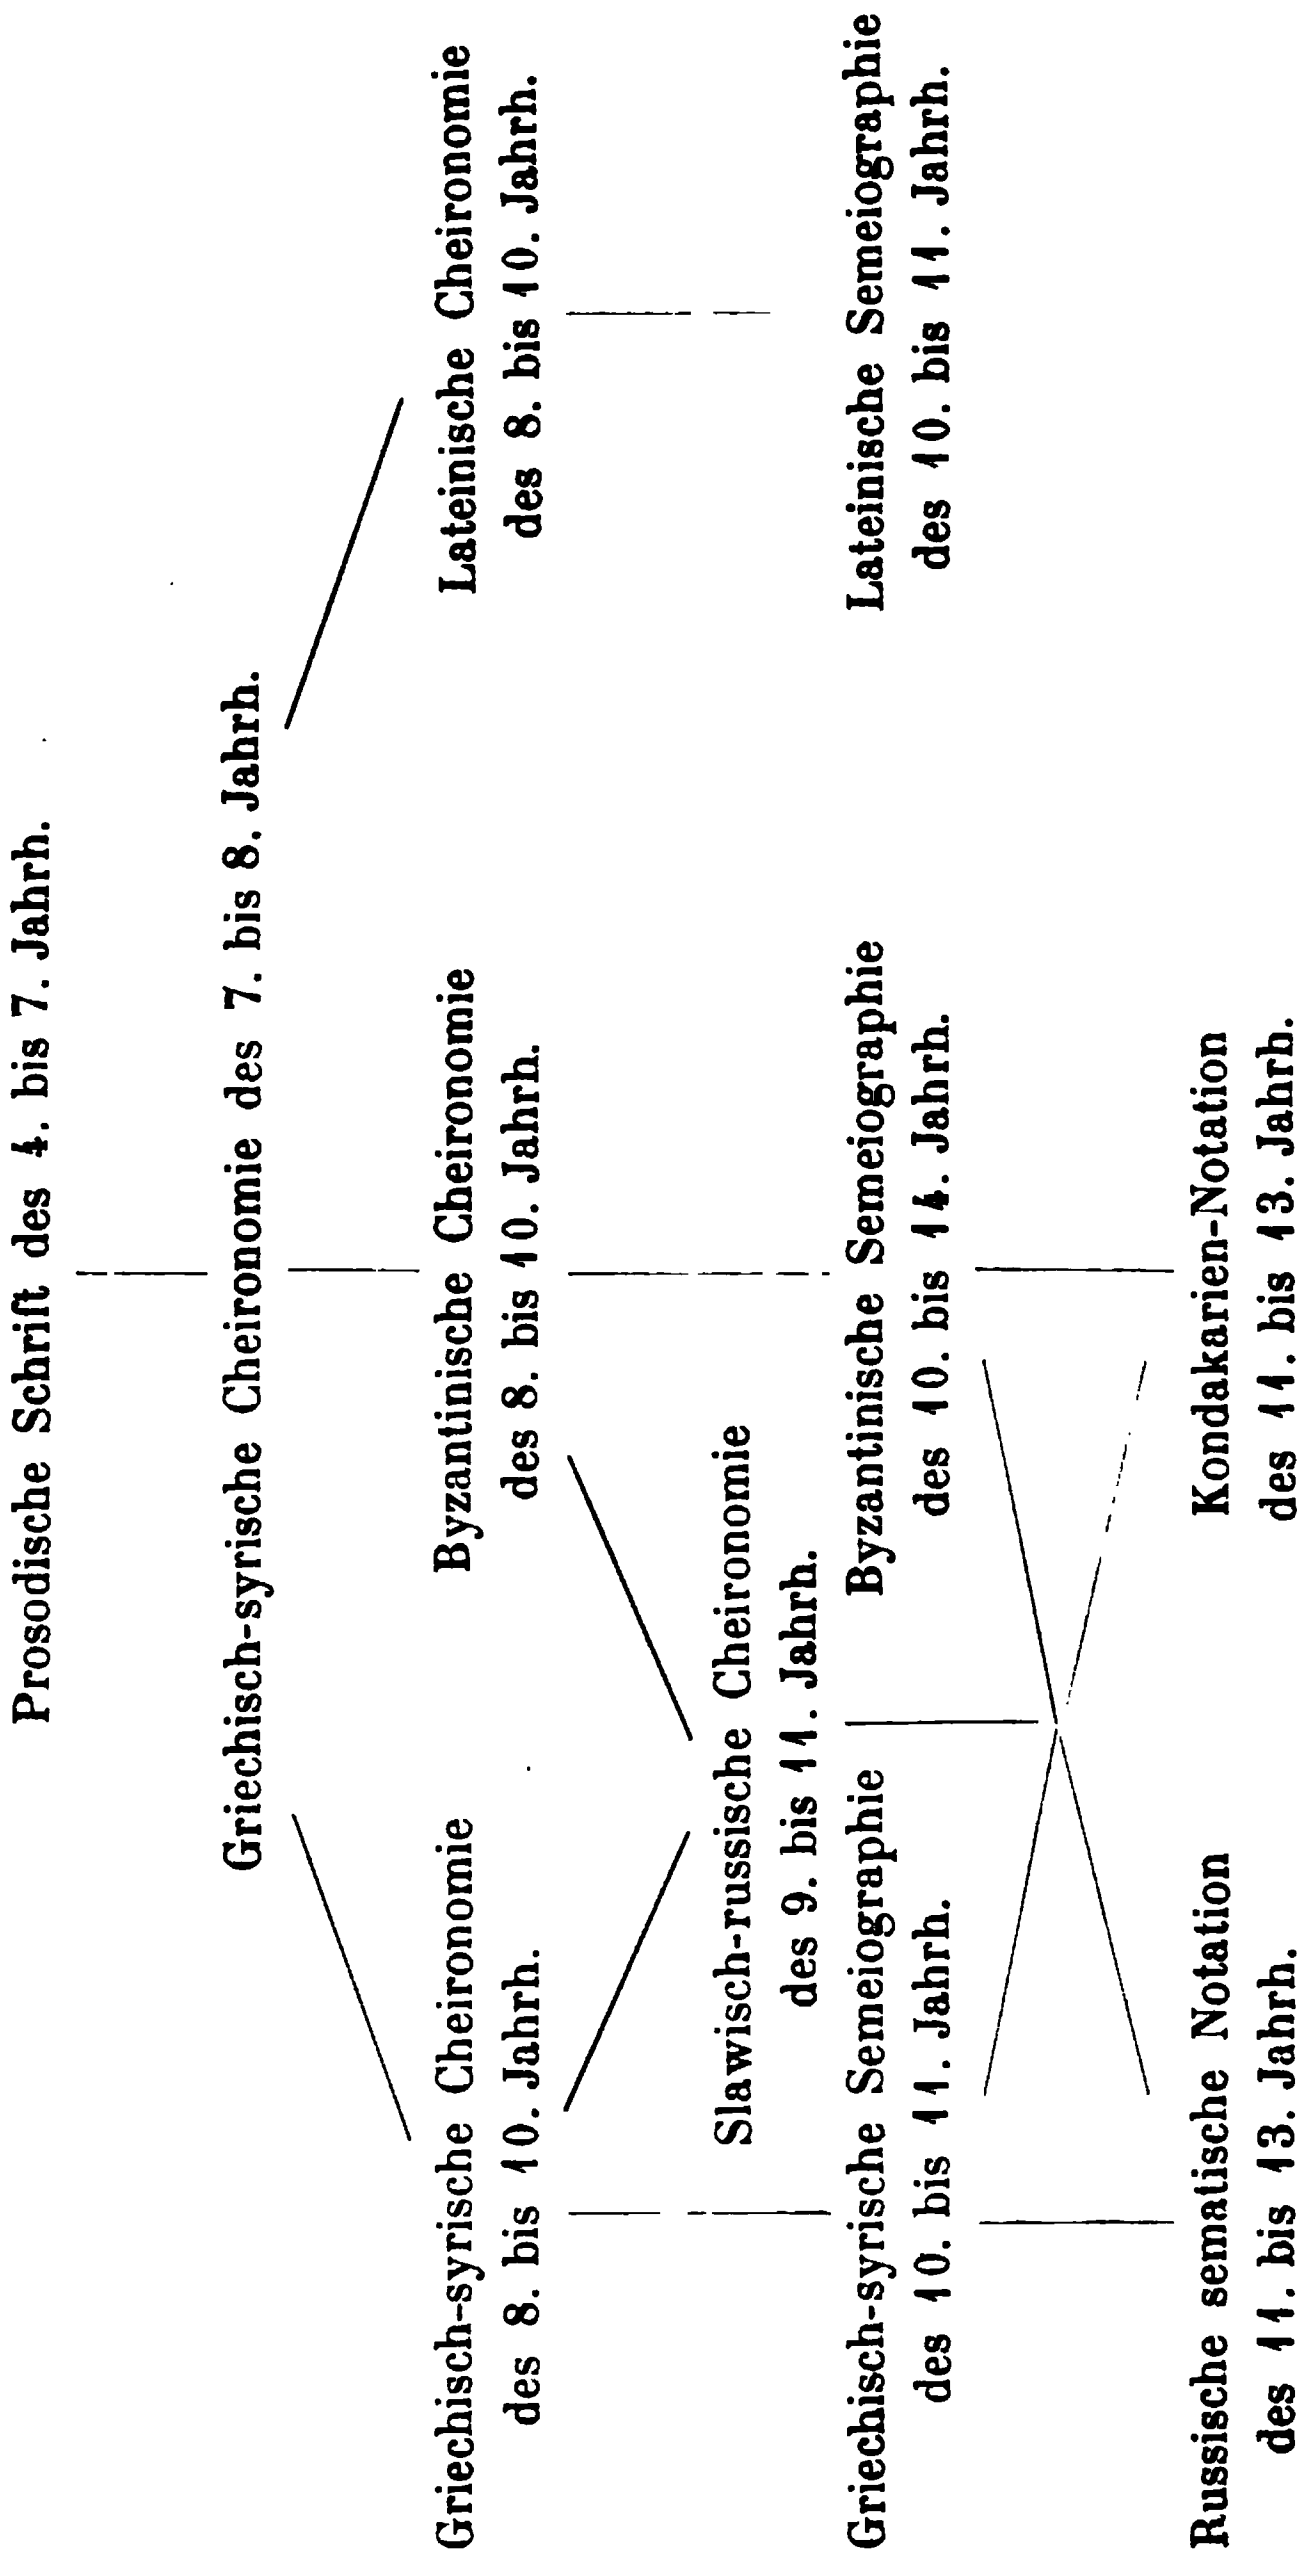 Prosodische Schrift des 4. bis 7. Jahrh.
Griechisch-syrische Cheironomie des 7. bis 8. Jahrh.
Griechisch-syrische Cheironomie
des 8. bis 10. Jahrh.
Byzantinische Cheironomie
des 8. bis 10. Jahrh.
Lateinische Cheironomie
des 8. bis 10. Jahrh.
Slawisch-russische Cheironomie
des 9. bis 11. Jahrh.
Griechisch-syrische Semeiographie
des 10. bis 11. Jahrh.
Byzantinische Semeiographie
des 10. bis 14. Jahrh.
Lateinische Semeiographie
des 10. bis 11. Jahrh.
Russische sematische Notation
des 11. bis 13. Jahrh.
Kondakarien-Notation
des 11. bis 13. Jahrh.